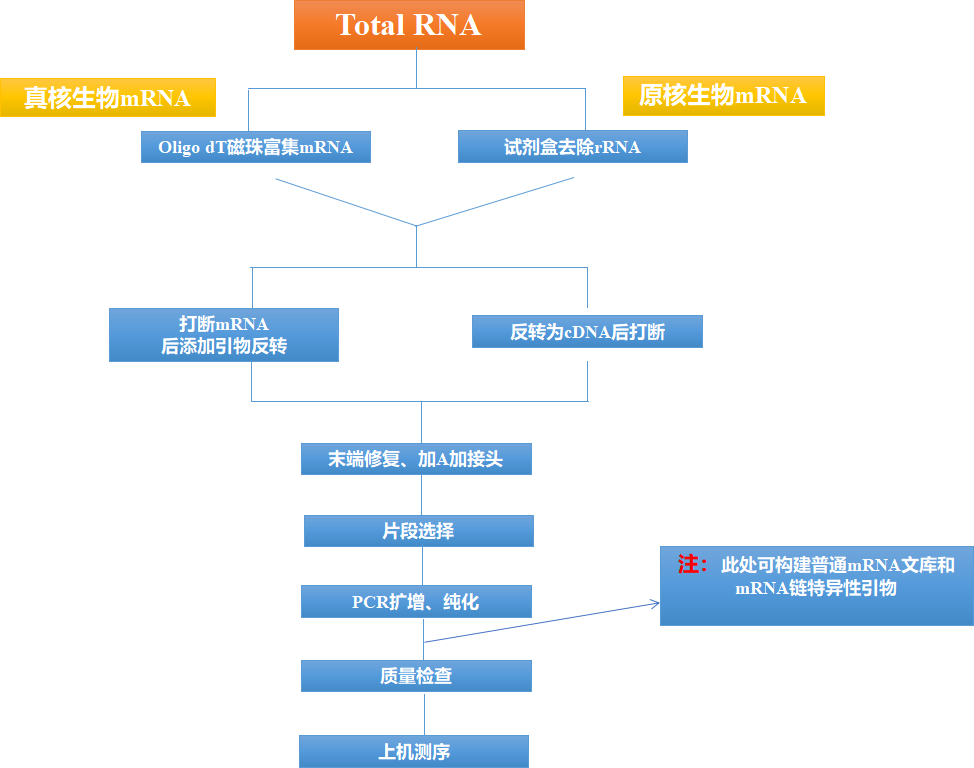 Total RNA
真核生物mRNA
原核生物mRNA
Oligo dT磁珠富集mRNA
试剂盒去除rRNA
打断mRNA
后添加引物反转
反转为cDNA后打断
末端修复、加A加接头
片段选择
注：此处可构建普通mRNA文库和
mRNA链特异性引物
PCR扩增、纯化
质量检查
上机测序